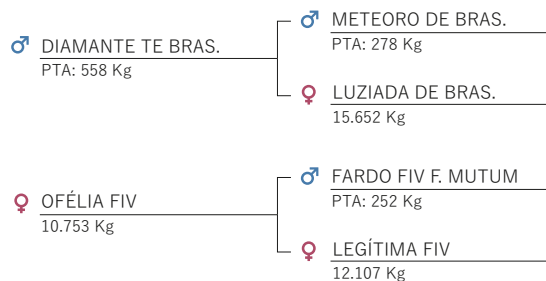 METEORO DE BRAS.
PTA: 278 Kg
DIAMANTE TE BRAS.
PTA: 558 Kg
LUZIADA DE BRAS.
15.652 Kg
FARDO FIV F. MUTUM
PTA: 252 Kg
OFÉLIA FIV
10.753 Kg
LEGÍTIMA FIV
12.107 Kg